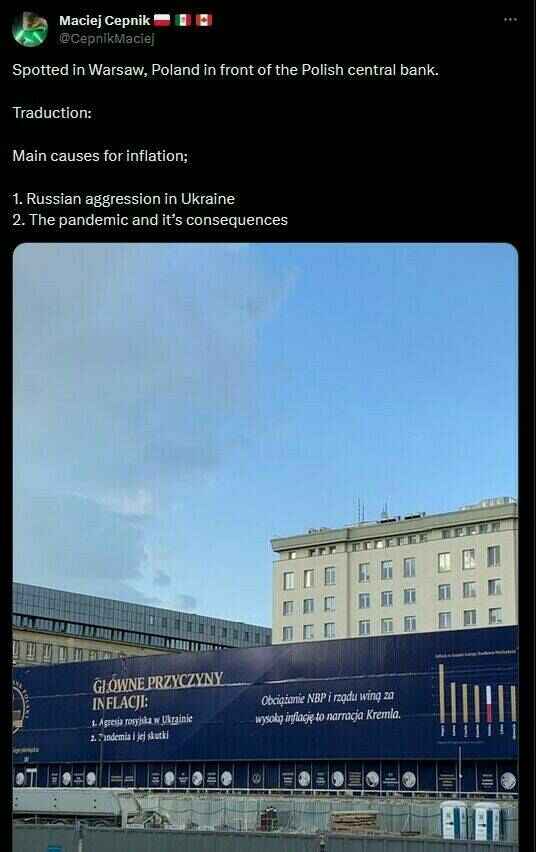 Maciej Cepnik
@CepnikMaciej
Spotted in Warsaw, Poland in front of the Polish central bank.
Traduction:
Main causes for inflation;
1. Russian aggression in Ukraine
2. The pandemic and it's consequences
GŁÓWNE PRZYCZYNY
INFLACJI:
1. Agresja rosyjska w Ukrainie
2. Pandemia i jej skutki
Obciążanie NBP i rządu winą za
wysoką inflację to narracja Kremla.